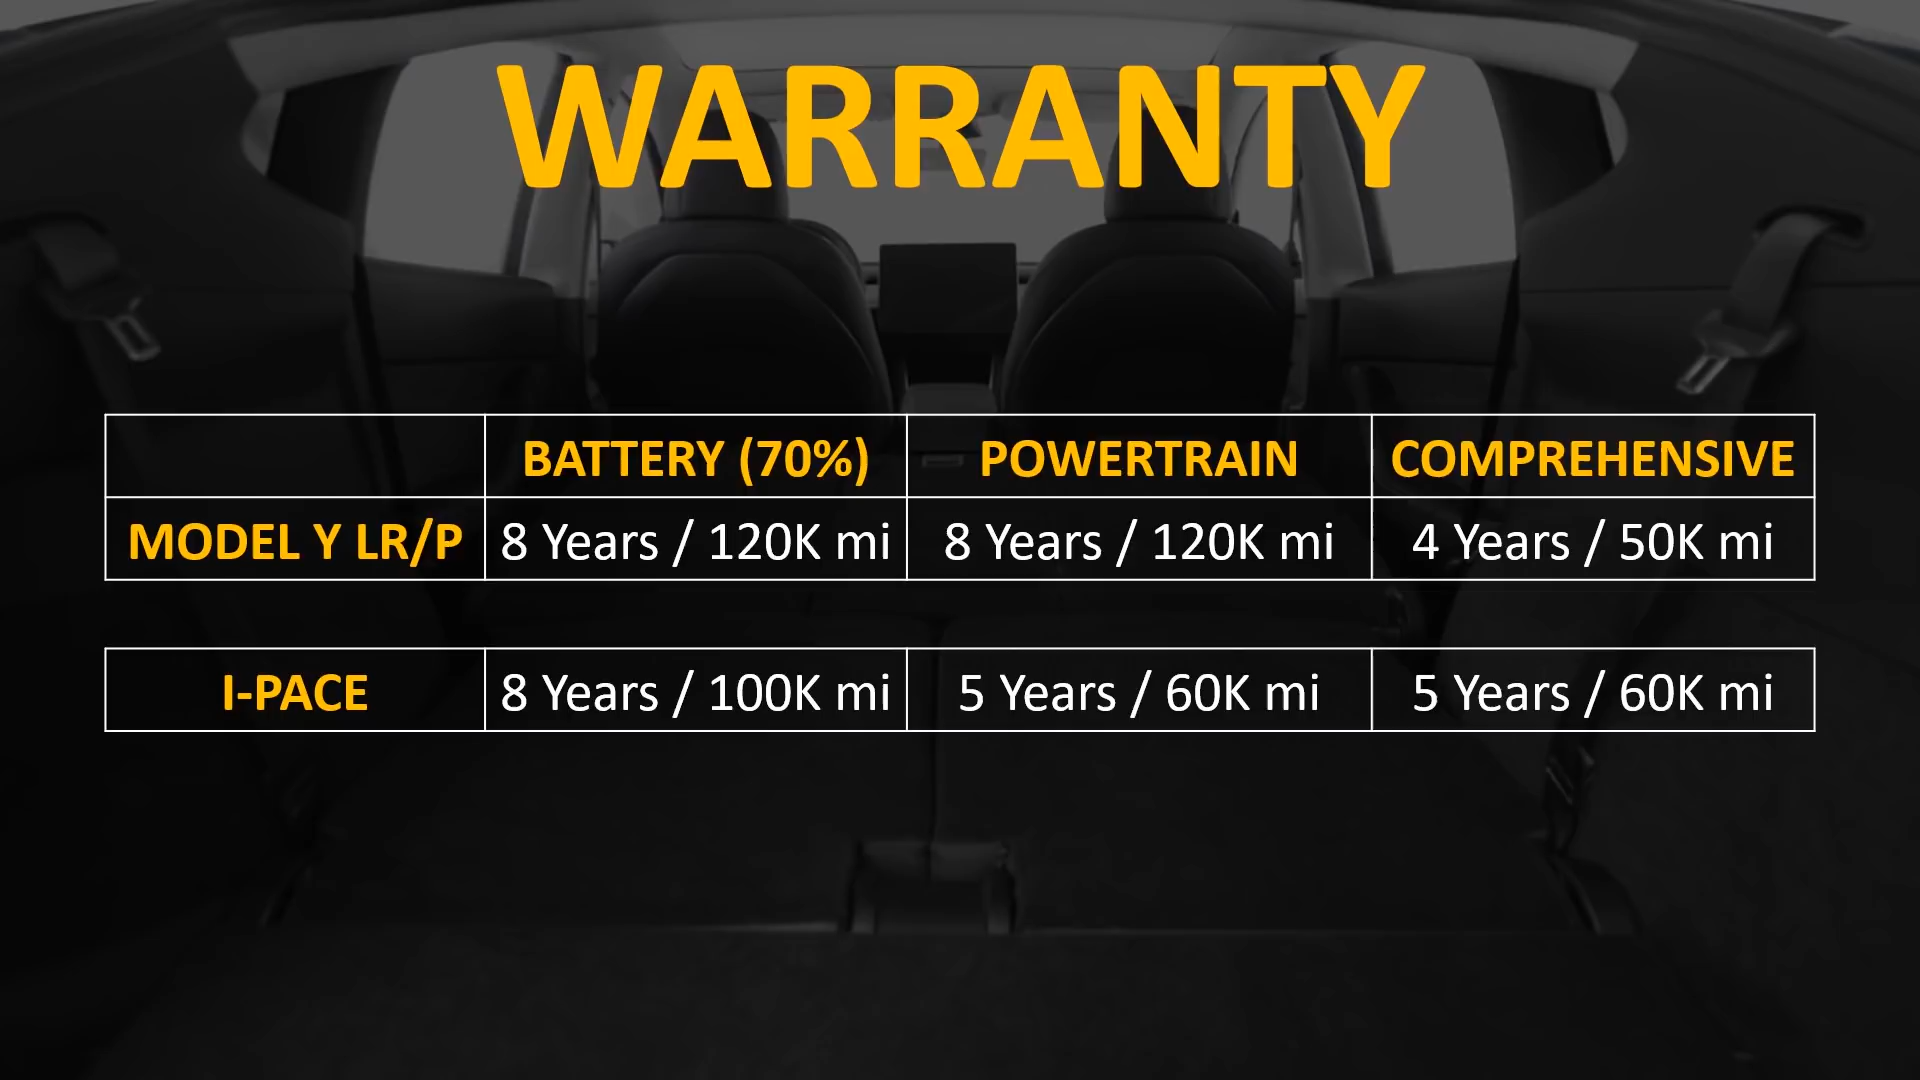 WARRANTY
BATTERY (70%) POWERTRAIN COMPREHENSIVE
MODEL Y LR/P 8 Years / 120K mi 8 Years / 120K mi 4 Years / 50K mi
I-PACE 8 Years / 100K mi 5 Years / 60K mi 5 Years / 60K mi